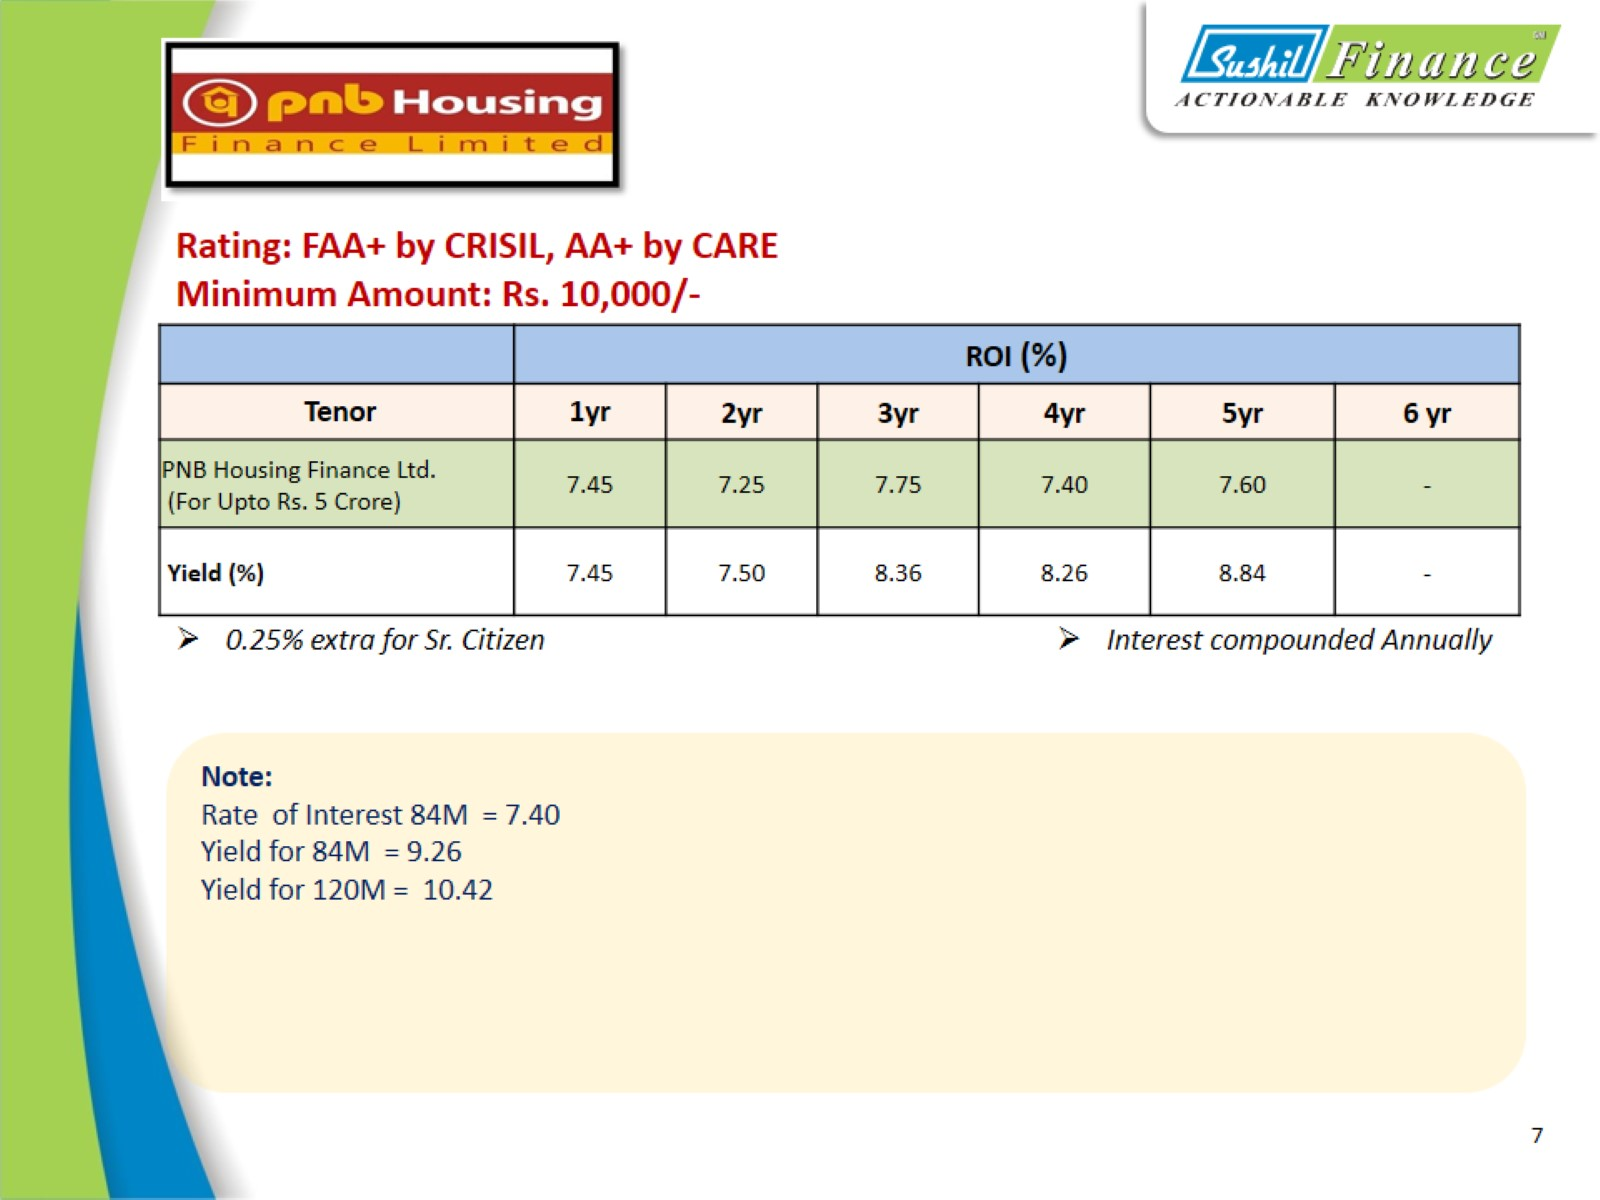 pnb Housing
Finance Limited
Sushil Finance
ACTIONABLE KNOWLEDGE
Rating: FAA+ by CRISIL, AA+ by CARE
Minimum Amount: Rs. 10,000/-
ROI (%)
Tenor 1yr 2yr 3yr 4yr 5yr 6 yr
PNB Housing Finance Ltd.
(For Upto Rs. 5 Crore) 7.45 7.25 7.75 7.40 7.60 -
Yield (%) 7.45 7.50 8.36 8.26 8.84 -
➢ 0.25% extra for Sr. Citizen ➢ Interest compounded Annually
Note:
Rate of Interest 84M = 7.40
Yield for 84M = 9.26
Yield for 120M = 10.42
7